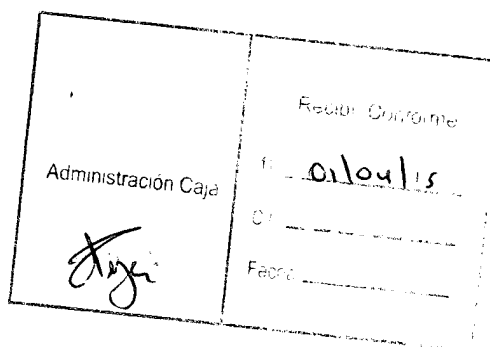 Administración Caja
Recibí Conforme
f: 01/04/15
C.I.
Fecha